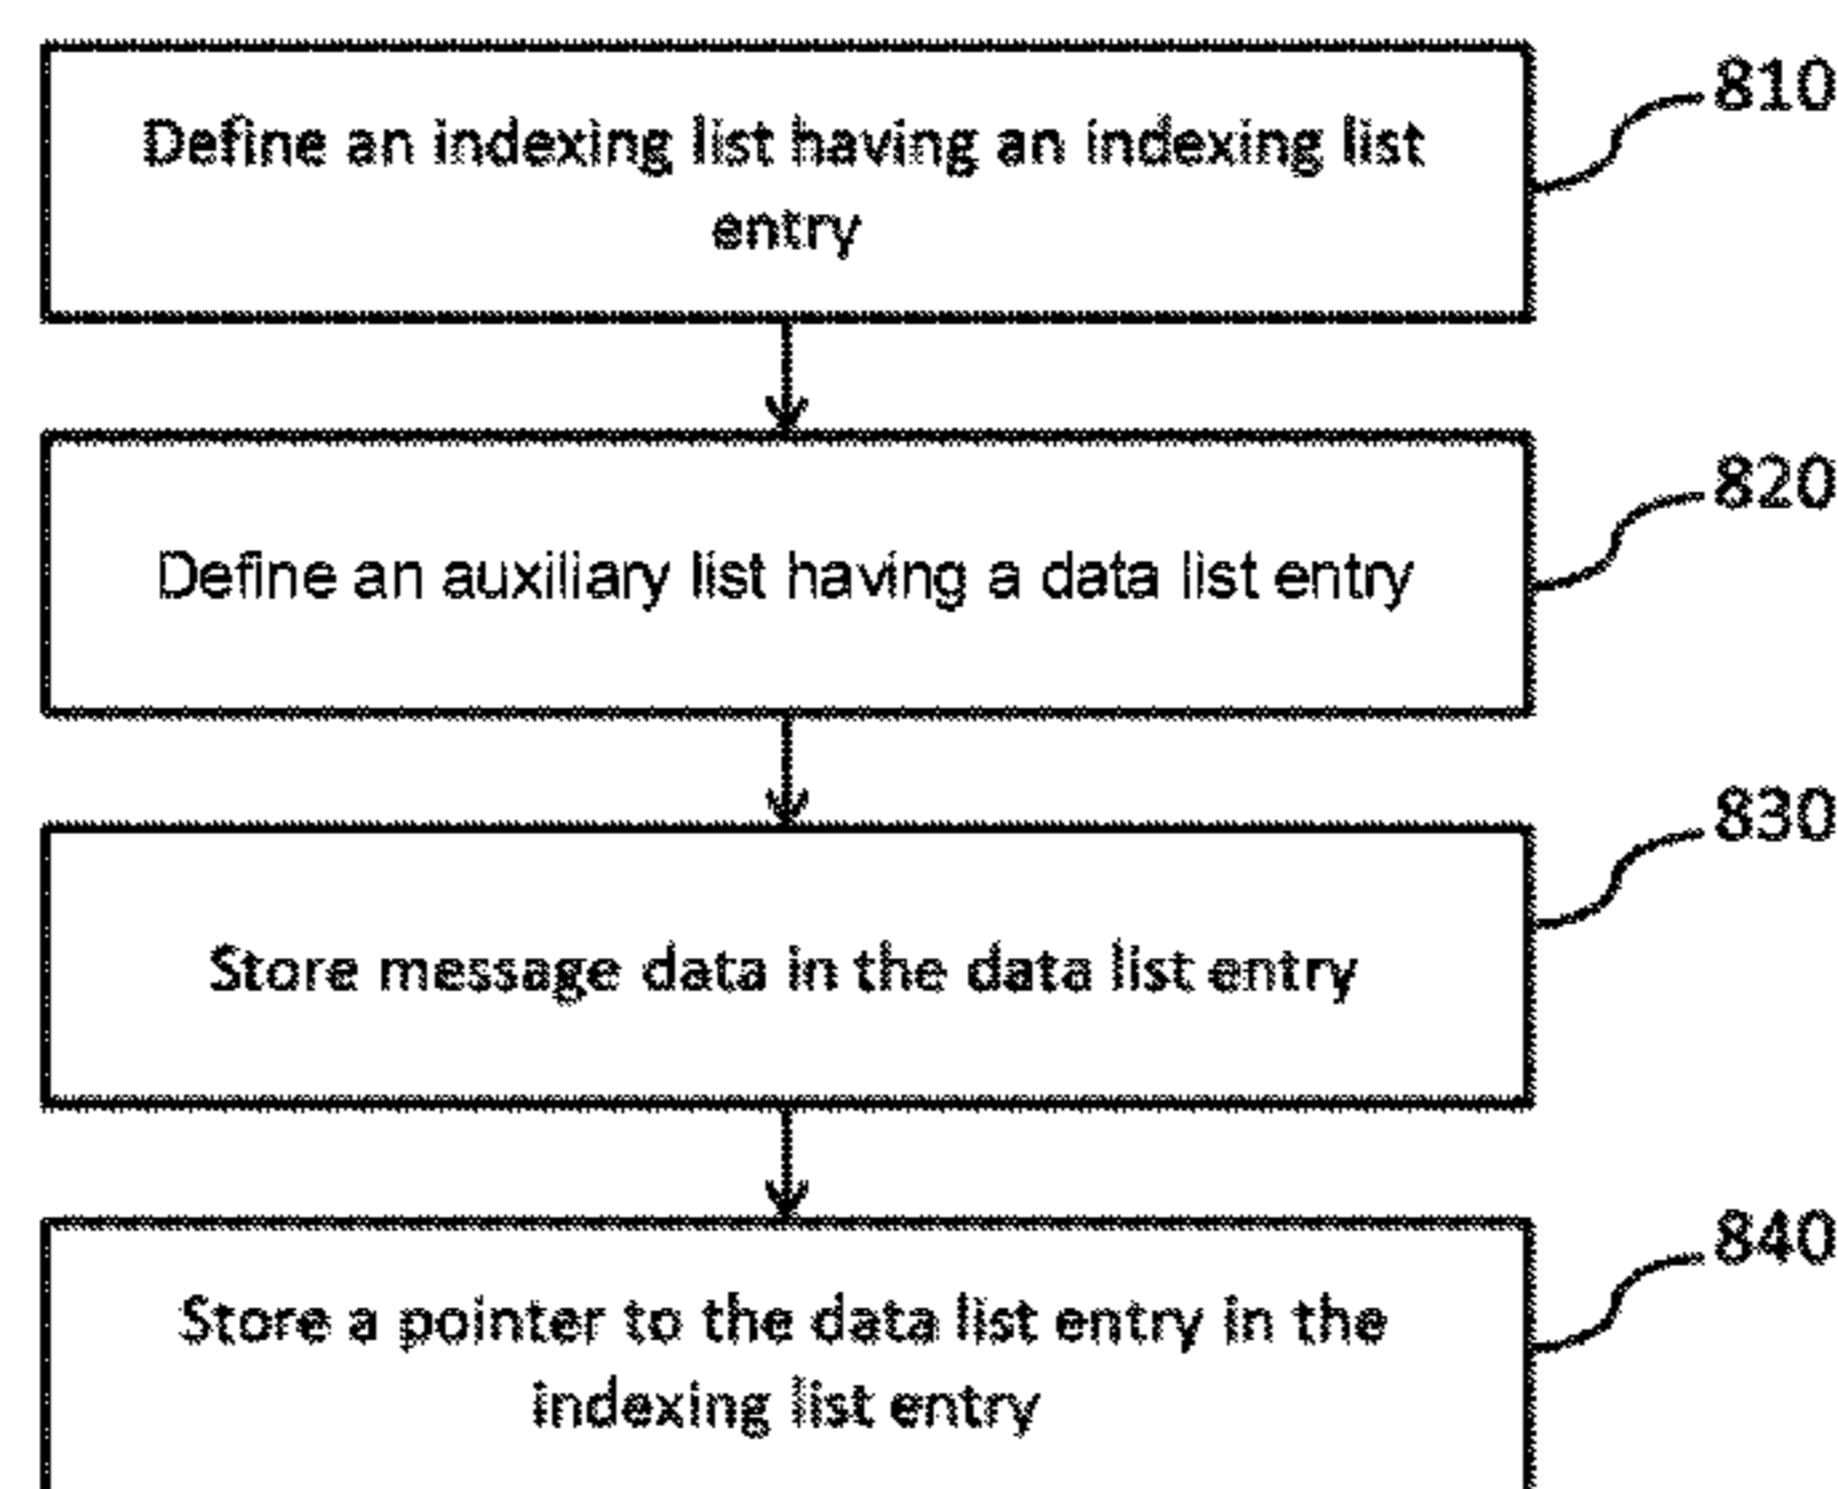 Define an indexing list having an indexing list
entry
810
Define an auxiliary list having a data list entry
820
Store message data in the data list entry
830
Store a pointer to the data list entry in the
indexing list entry
840